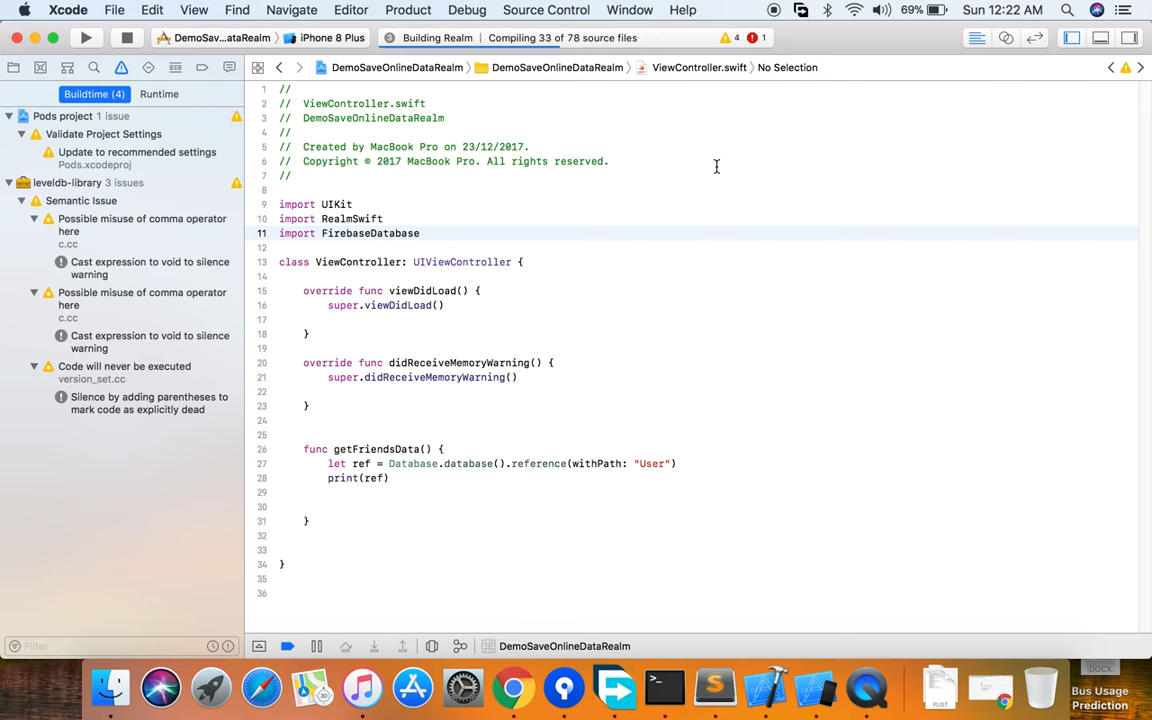 Xcode File Edit View Find Navigate Editor Product Debug Source Control Window Help 69% Sun 12:22 AM
DemoSav...ataRealm iPhone 8 Plus 3 Building Realm Compiling 33 of 78 source files 4 1
DemoSaveOnlineDataRealm DemoSaveOnlineDataRealm ViewController.swift No Selection
Buildtime (4) Runtime
Pods project 1 issue
Validate Project Settings
Update to recommended settings
Pods.xcodeproj
leveldb-library 3 issues
Semantic Issue
Possible misuse of comma operator
here
c.cc
Cast expression to void to silence
warning
Possible misuse of comma operator
here
c.cc
Cast expression to void to silence
warning
Code will never be executed
version_set.cc
Silence by adding parentheses to
mark code as explicitly dead
Filter
1 //
2 //  ViewController.swift
3 //  DemoSaveOnlineDataRealm
4 //
5 //  Created by MacBook Pro on 23/12/2017.
6 //  Copyright © 2017 MacBook Pro. All rights reserved.
7 //
8
9 import UIKit
10 import RealmSwift
11 import FirebaseDatabase
12
13 class ViewController: UIViewController {
14
15 override func viewDidLoad() {
16 super.viewDidLoad()
17
18 }
19
20 override func didReceiveMemoryWarning() {
21 super.didReceiveMemoryWarning()
22
23 }
24
25
26 func getFriendsData() {
27 let ref = Database.database().reference(withPath: "User")
28 print(ref)
29
30
31 }
32
33
34 }
35
36
DemoSaveOnlineDataRealm
DOCX
PLIST
Bus Usage
Prediction